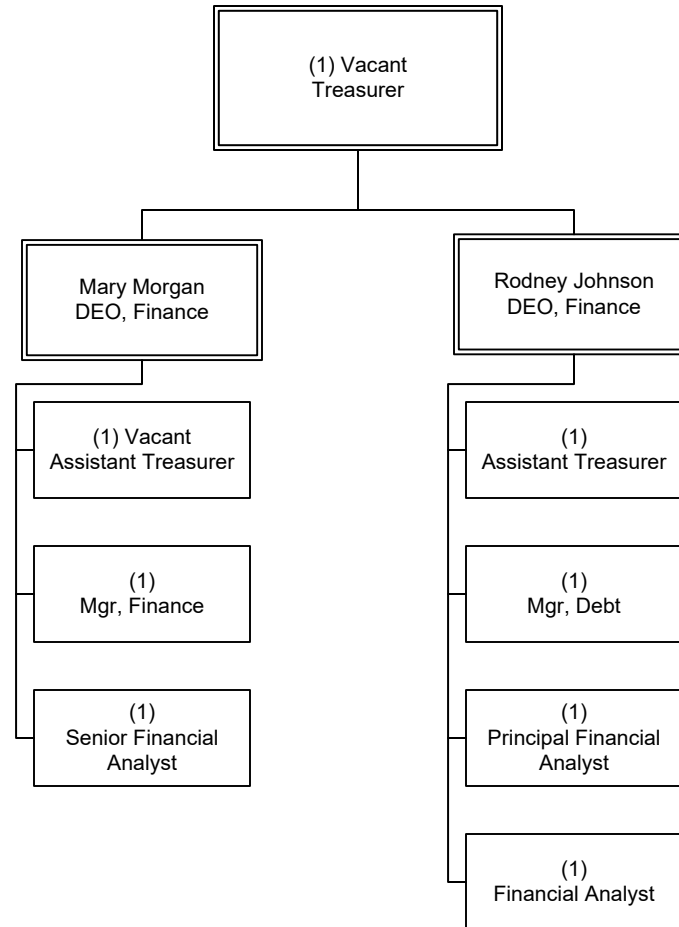 (1) Vacant
Treasurer
Mary Morgan
DEO, Finance
Rodney Johnson
DEO, Finance
(1) Vacant
Assistant Treasurer
(1)
Mgr, Finance
(1)
Senior Financial
Analyst
(1)
Assistant Treasurer
(1)
Mgr, Debt
(1)
Principal Financial
Analyst
(1)
Financial Analyst